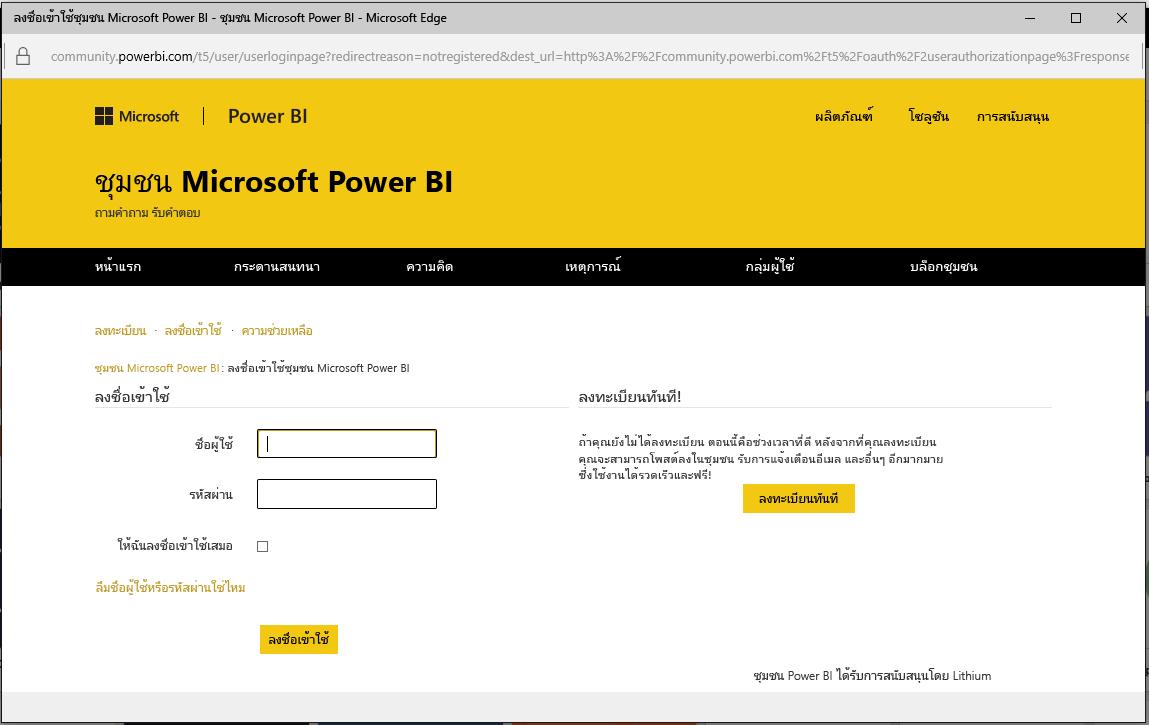 ลงชื่อเข้าใช้ชุมชน Microsoft Power BI - ชุมชน Microsoft Power BI - Microsoft Edge
community.powerbi.com/t5/user/userloginpage?redirectreason=notregistered&dest_url=http%3A%2F%2Fcommunity.powerbi.com%2Ft5%2Foauth%2F2userauthorizationpage%3Fresponse
Microsoft | Power BI ผลิตภัณฑ์ โซลูชัน การสนับสนุน
ชุมชน Microsoft Power BI
ถามคำถาม รับคำตอบ
หน้าแรก กระดานสนทนา ความคิด เหตุการณ์ กลุ่มผู้ใช้ บล็อกชุมชน
ลงทะเบียน · ลงชื่อเข้าใช้ · ความช่วยเหลือ
ชุมชน Microsoft Power BI : ลงชื่อเข้าใช้ชุมชน Microsoft Power BI
ลงชื่อเข้าใช้
ชื่อผู้ใช้
รหัสผ่าน
ให้ฉันลงชื่อเข้าใช้เสมอ
ลืมชื่อผู้ใช้หรือรหัสผ่านใช่ไหม
ลงชื่อเข้าใช้
ลงทะเบียนทันที!
ถ้าคุณยังไม่ได้ลงทะเบียน ตอนนี้คือช่วงเวลาที่ดี หลังจากที่คุณลงทะเบียน
คุณจะสามารถโพสต์ลงในชุมชน รับการแจ้งเตือนอีเมล และอื่นๆ อีกมากมาย
ซึ่งใช้งานได้รวดเร็วและฟรี!
ลงทะเบียนทันที
ชุมชน Power BI ได้รับการสนับสนุนโดย Lithium